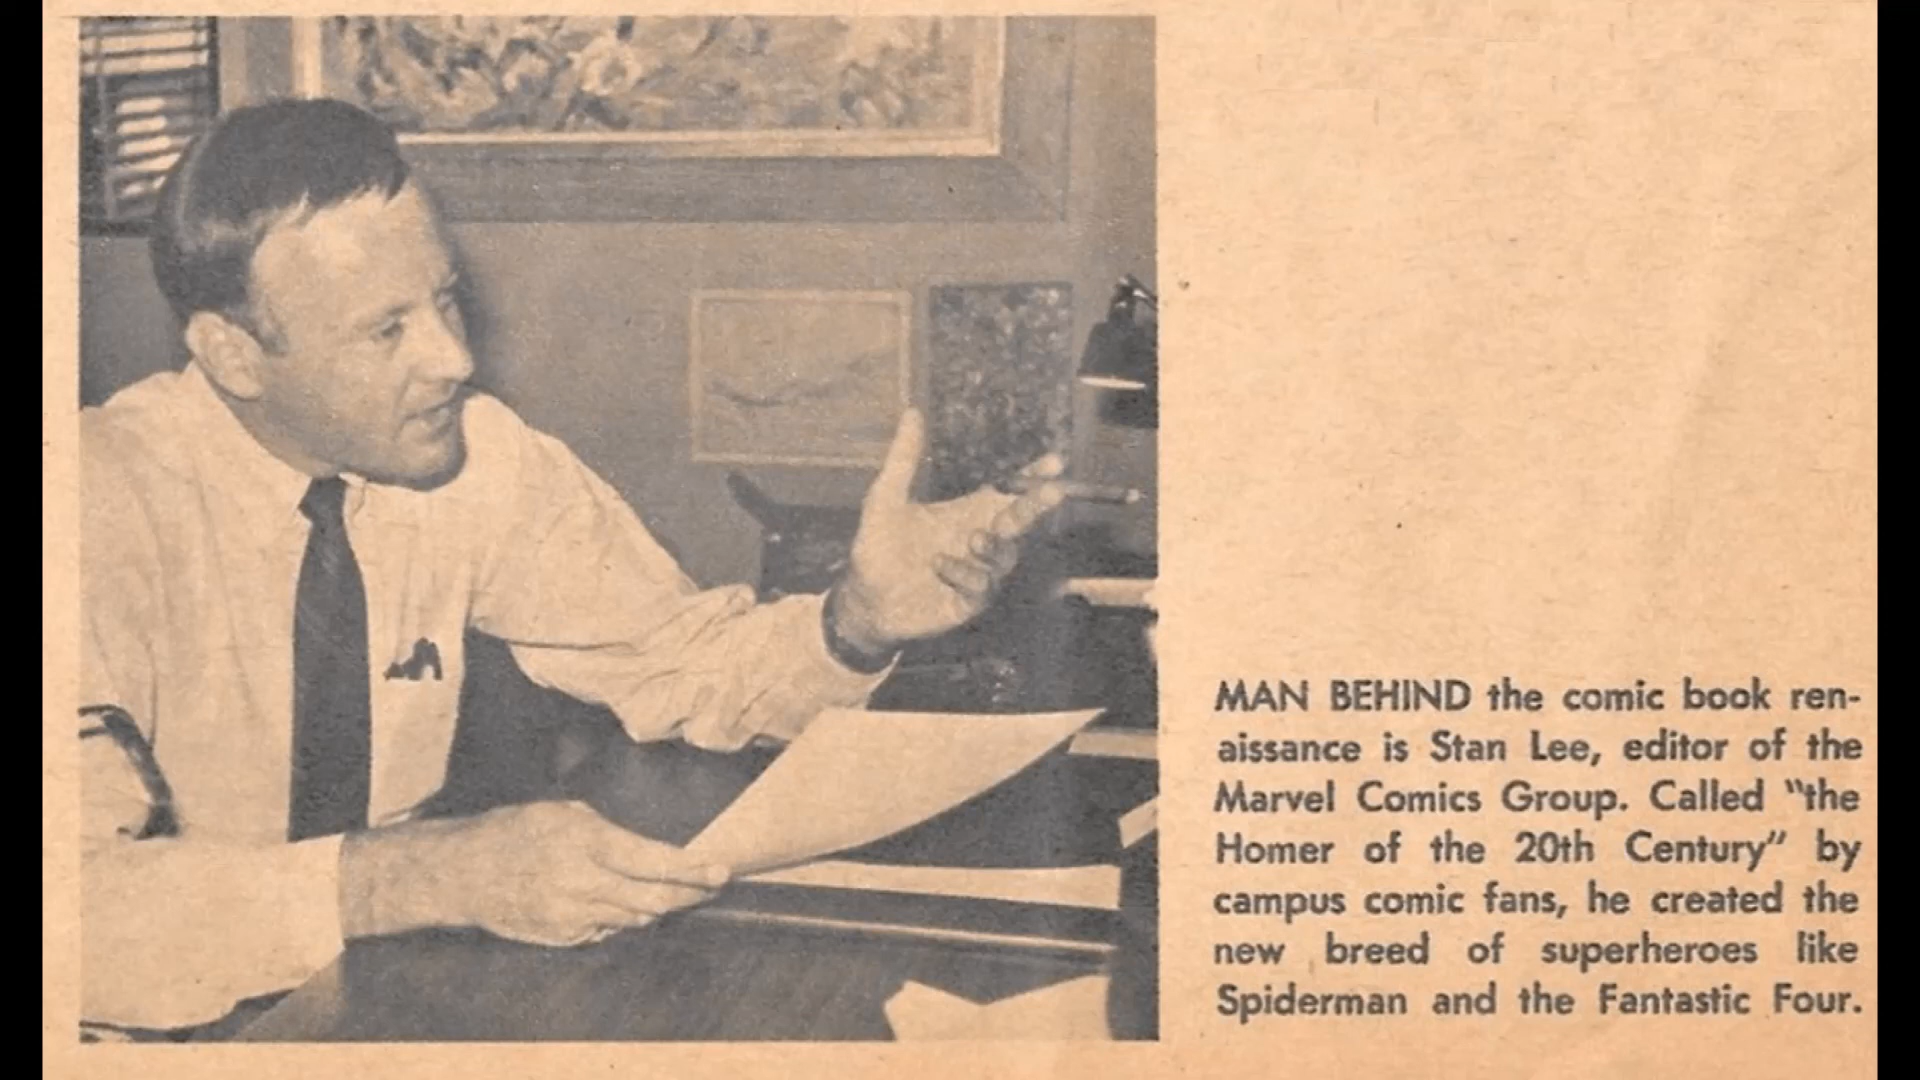 MAN BEHIND the comic book ren-
aissance is Stan Lee, editor of the
Marvel Comics Group. Called "the
Homer of the 20th Century" by
campus comic fans, he created the
new breed of superheroes like
Spiderman and the Fantastic Four.